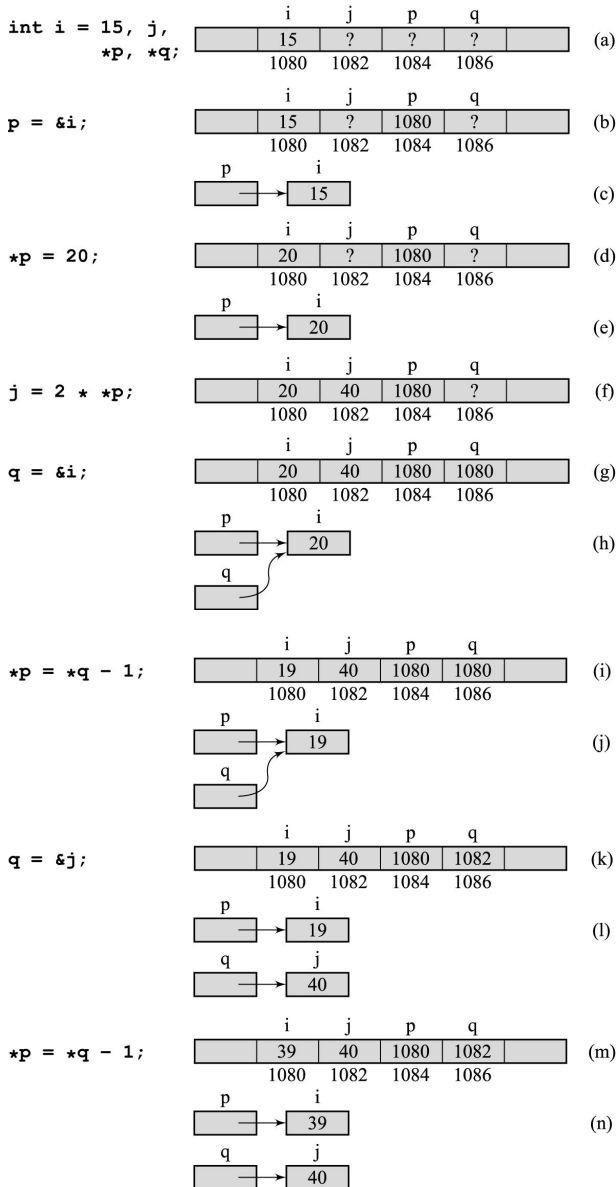 i j p q
int i = 15, j,
*p, *q;
15 ? ? ? (a)
1080 1082 1084 1086
i j p q
p = &i; 15 ? 1080 ? (b)
1080 1082 1084 1086
p i
15 (c)
i j p q
*p = 20; 20 ? 1080 ? (d)
1080 1082 1084 1086
p i
20 (e)
i j p q
j = 2 * *p; 20 40 1080 ? (f)
1080 1082 1084 1086
i j p q
q = &i; 20 40 1080 1080 (g)
1080 1082 1084 1086
p i
20 (h)
q
i j p q
*p = *q - 1; 19 40 1080 1080 (i)
1080 1082 1084 1086
p i
19 (j)
q
i j p q
q = &j; 19 40 1080 1082 (k)
1080 1082 1084 1086
p i
19 (l)
q j
40
i j p q
*p = *q - 1; 39 40 1080 1082 (m)
1080 1082 1084 1086
p i
39 (n)
q j
40